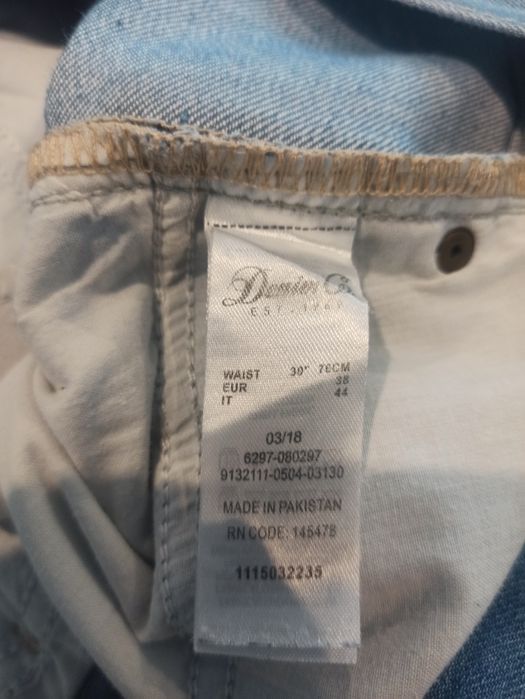 Denim Co
EST. 1969
WAIST 30" 76CM
EUR 38
IT 44
03/18
6297-080297
9132111-0504-03130
MADE IN PAKISTAN
RN CODE: 145478
1115032235